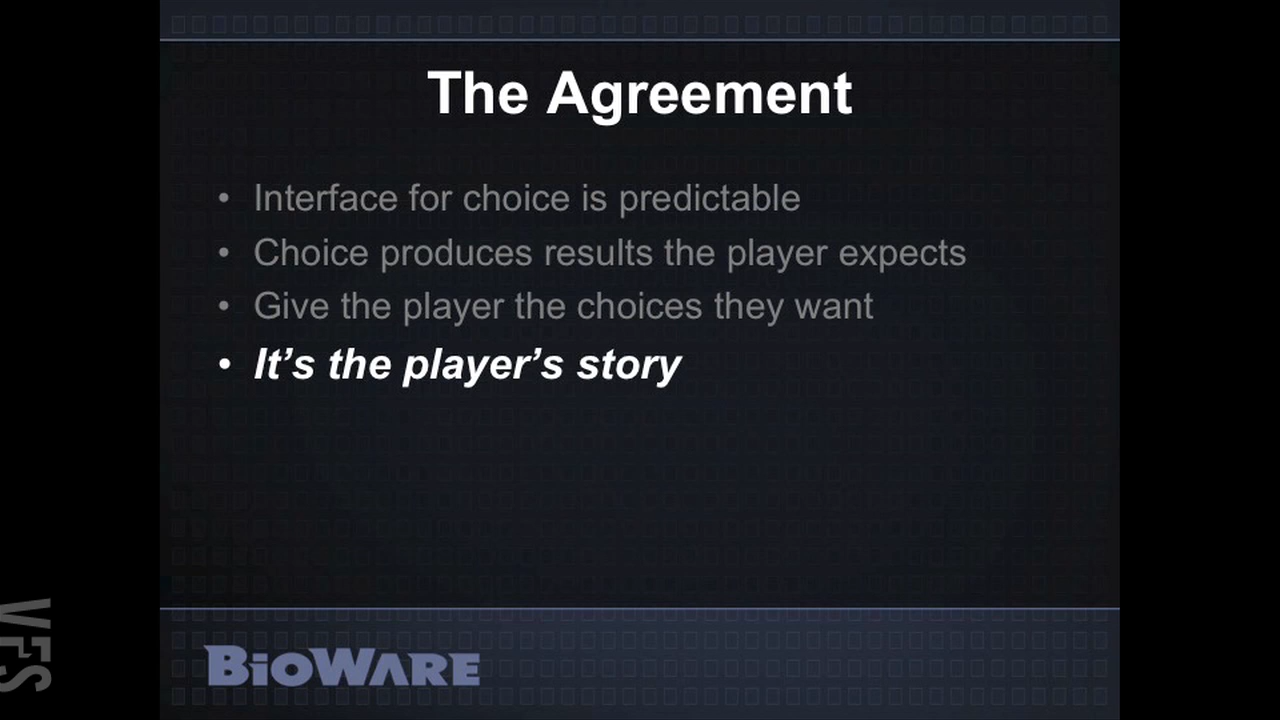 The Agreement
• Interface for choice is predictable
• Choice produces results the player expects
• Give the player the choices they want
• It’s the player’s story
BIOWARE
VFS